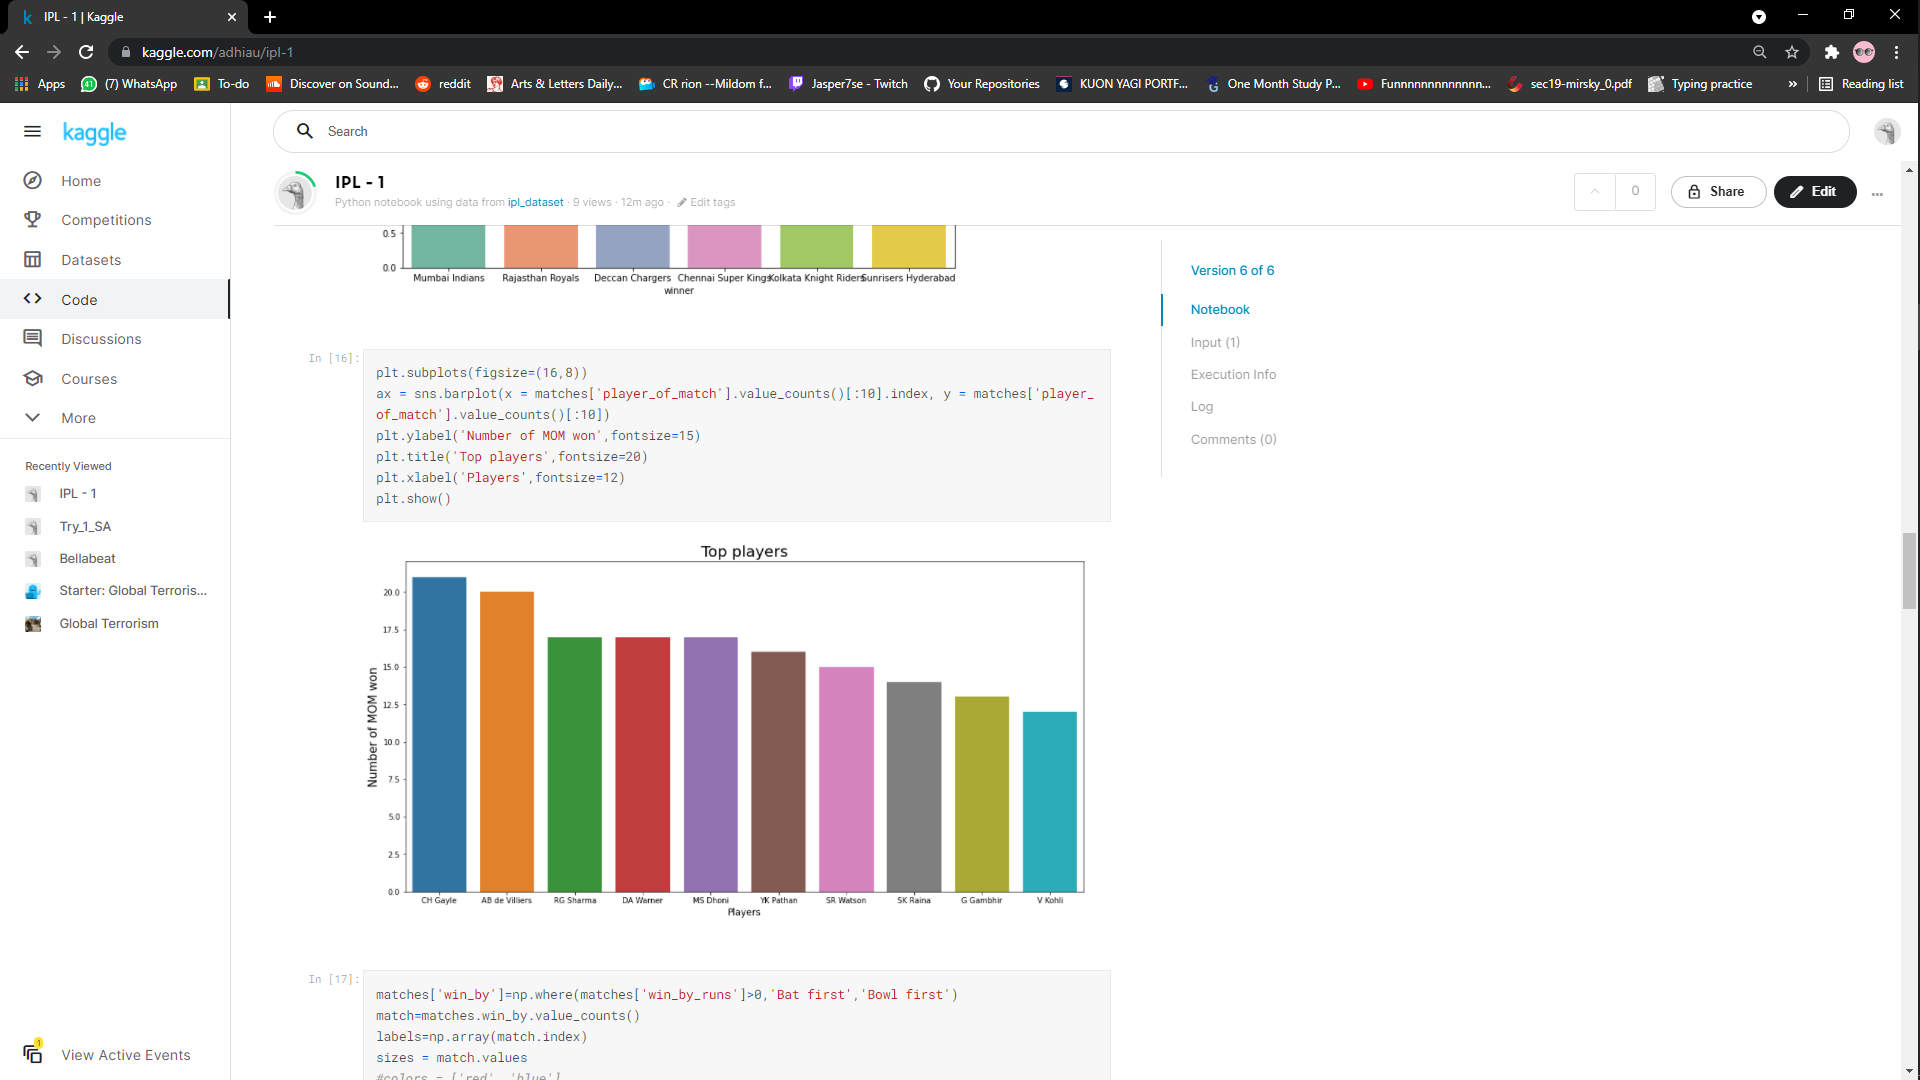 IPL - 1 | Kaggle
kaggle.com/adhiau/ipl-1
Apps (7) WhatsApp To-do Discover on Sound... reddit Arts & Letters Daily... CR rion --Mildom f... Jasper7se - Twitch Your Repositories KUON YAGI PORTF... One Month Study P... Funnnnnnnnnnnnn... sec19-mirsky_0.pdf Typing practice » Reading list
kaggle
Search
Home
Competitions
Datasets
Code
Discussions
Courses
More
Recently Viewed
IPL - 1
Try_1_SA
Bellabeat
Starter: Global Terroris...
Global Terrorism
1
View Active Events
IPL - 1
Python notebook using data from ipl_dataset · 9 views · 12m ago · Edit tags
0
Share
Edit
...
0.5
0.0
Mumbai Indians Rajasthan Royals Deccan Chargers Chennai Super Kings Kolkata Knight Riders Sunrisers Hyderabad
winner
In [16]:
plt.subplots(figsize=(16,8))
ax = sns.barplot(x = matches['player_of_match'].value_counts()[:10].index, y = matches['player_
of_match'].value_counts()[:10])
plt.ylabel('Number of MOM won',fontsize=15)
plt.title('Top players',fontsize=20)
plt.xlabel('Players',fontsize=12)
plt.show()
Top players
Number of MOM won
20.0
17.5
15.0
12.5
10.0
7.5
5.0
2.5
0.0
CH Gayle AB de Villiers RG Sharma DA Warner MS Dhoni YK Pathan SR Watson SK Raina G Gambhir V Kohli
Players
In [17]:
matches['win_by']=np.where(matches['win_by_runs']>0,'Bat first','Bowl first')
match=matches.win_by.value_counts()
labels=np.array(match.index)
sizes = match.values
#colors = ['red', 'blue']
Version 6 of 6
Notebook
Input (1)
Execution Info
Log
Comments (0)